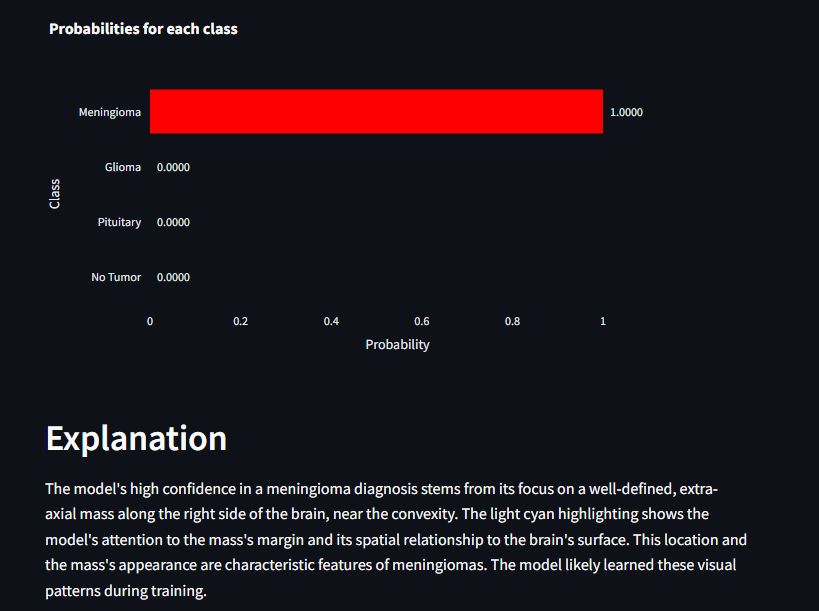 Probabilities for each class
Meningioma 1.0000
Glioma 0.0000
Class
Pituitary 0.0000
No Tumor 0.0000
0 0.2 0.4 0.6 0.8 1
Probability
Explanation
The model's high confidence in a meningioma diagnosis stems from its focus on a well-defined, extra-
axial mass along the right side of the brain, near the convexity. The light cyan highlighting shows the
model's attention to the mass's margin and its spatial relationship to the brain's surface. This location and
the mass's appearance are characteristic features of meningiomas. The model likely learned these visual
patterns during training.